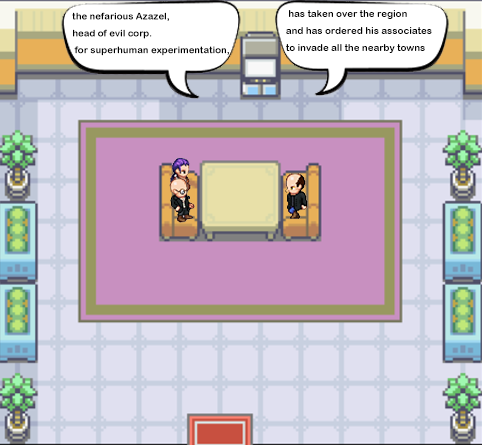 the nefarious Azazel,
head of evil corp.
for superhuman experimentation,
has taken over the region
and has ordered his associates
to invade all the nearby towns